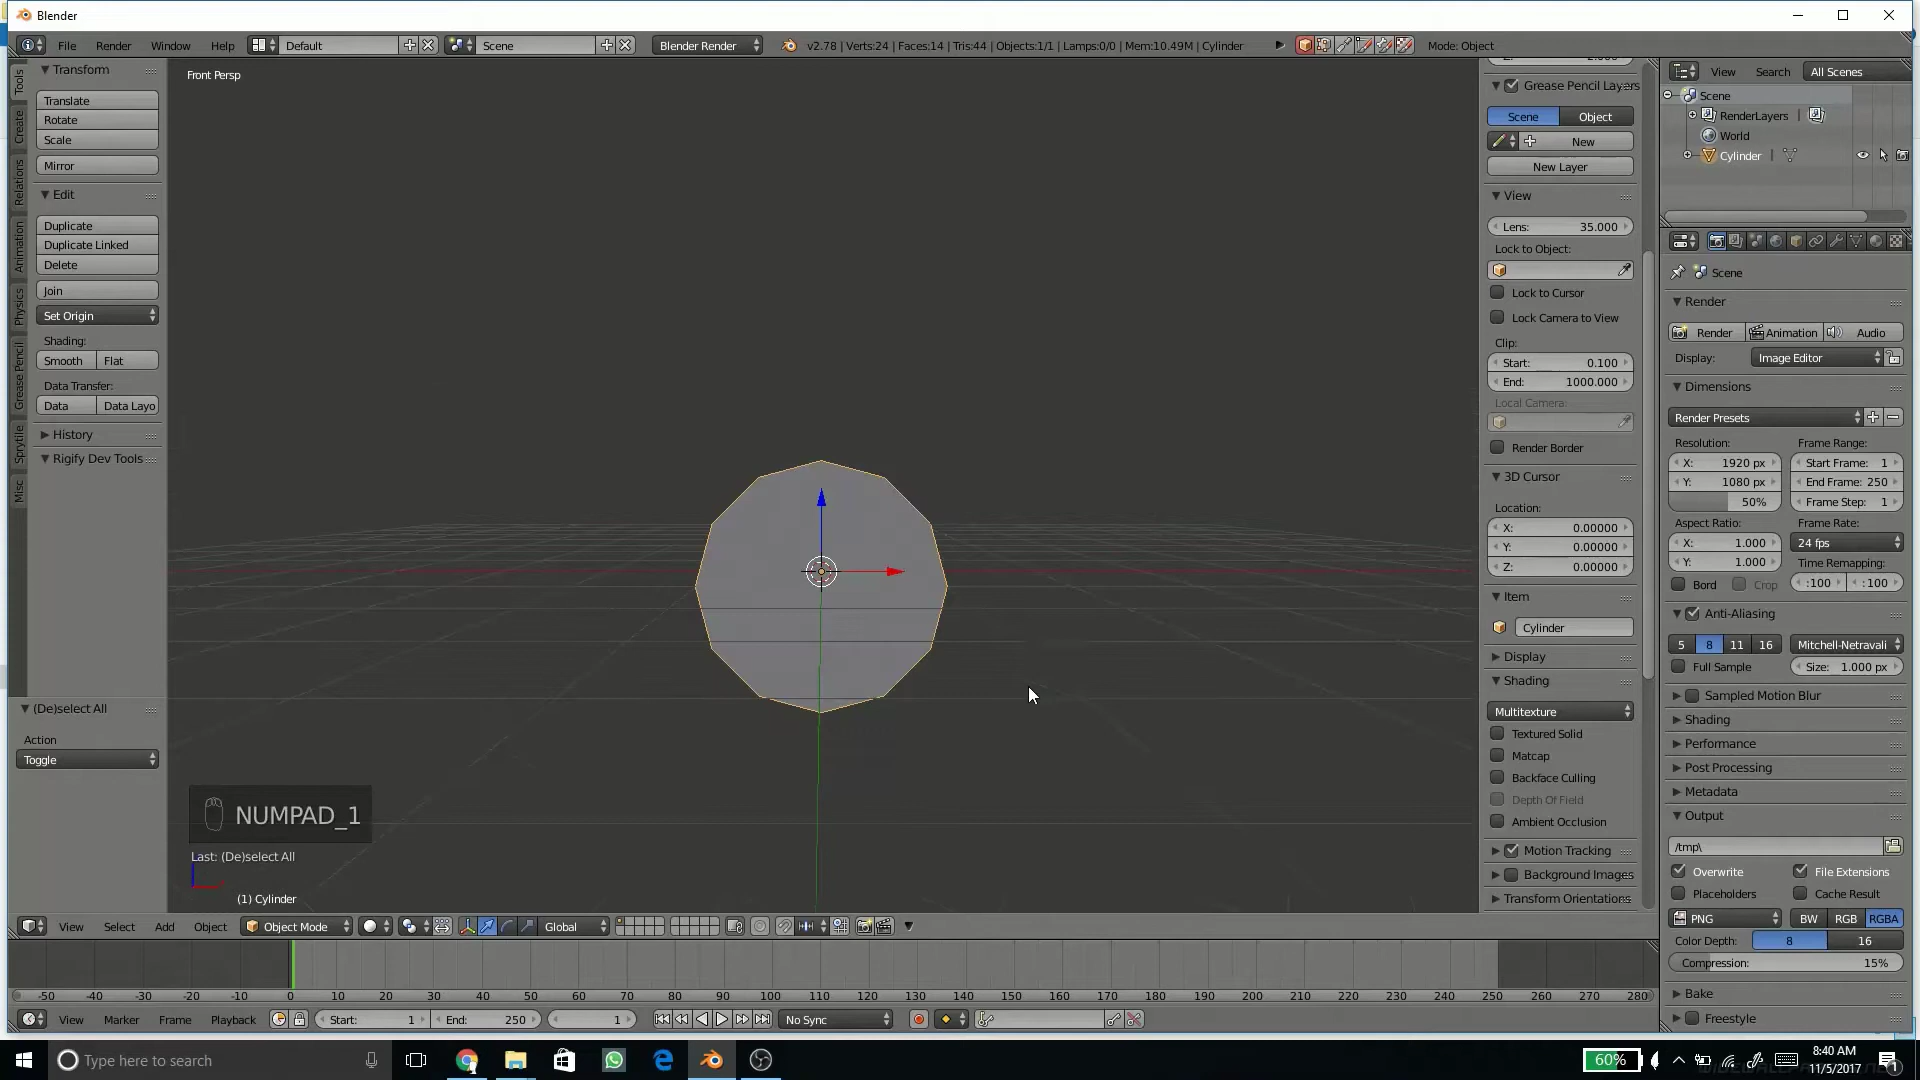 Blender
File Render Window Help Default Scene Blender Render v2.78 | Verts:24 | Faces:14 | Tris:44 | Objects:1/1 | Lamps:0/0 | Mem:10.49M | Cylinder Mode: Object
Tools
Create
Relations
Animation
Physics
Grease Pencil
Sprytile
Misc
Transform
Translate
Rotate
Scale
Mirror
Edit
Duplicate
Duplicate Linked
Delete
Join
Set Origin
Shading:
Smooth Flat
Data Transfer:
Data Data Layo
History
Rigify Dev Tools
(De)select All
Action
Toggle
Front Persp
NUMPAD_1
Last: (De)select All
(1) Cylinder
Grease Pencil Layers
Scene Object
New
New Layer
View
Lens: 35.000
Lock to Object:
Lock to Cursor
Lock Camera to View
Clip:
Start: 0.100
End: 1000.000
Local Camera:
Render Border
3D Cursor
Location:
X: 0.00000
Y: 0.00000
Z: 0.00000
Item
Cylinder
Display
Shading
Multitexture
Textured Solid
Matcap
Backface Culling
Depth Of Field
Ambient Occlusion
Motion Tracking
Background Images
Transform Orientations
View Search All Scenes
Scene
RenderLayers |
World
Cylinder |
Scene
Render
Render Animation Audio
Display: Image Editor
Dimensions
Render Presets
Resolution: Frame Range:
X: 1920 px Start Frame: 1
Y: 1080 px End Frame: 250
50% Frame Step: 1
Aspect Ratio: Frame Rate:
X: 1.000 24 fps
Y: 1.000 Time Remapping:
Bord Crop :100 :100
Anti-Aliasing
5 8 11 16 Mitchell-Netravali
Full Sample Size: 1.000 px
Sampled Motion Blur
Shading
Performance
Post Processing
Metadata
Output
/tmp\
Overwrite File Extensions
Placeholders Cache Result
PNG BW RGB RGBA
Color Depth: 8 16
Compression: 15%
Bake
Freestyle
View Select Add Object Object Mode Global
-50 -40 -30 -20 -10 0 10 20 30 40 50 60 70 80 90 100 110 120 130 140 150 160 170 180 190 200 210 220 230 240 250 260 270 280
View Marker Frame Playback Start: 1 End: 250 1 No Sync
Type here to search 60% 8:40 AM
11/5/2017